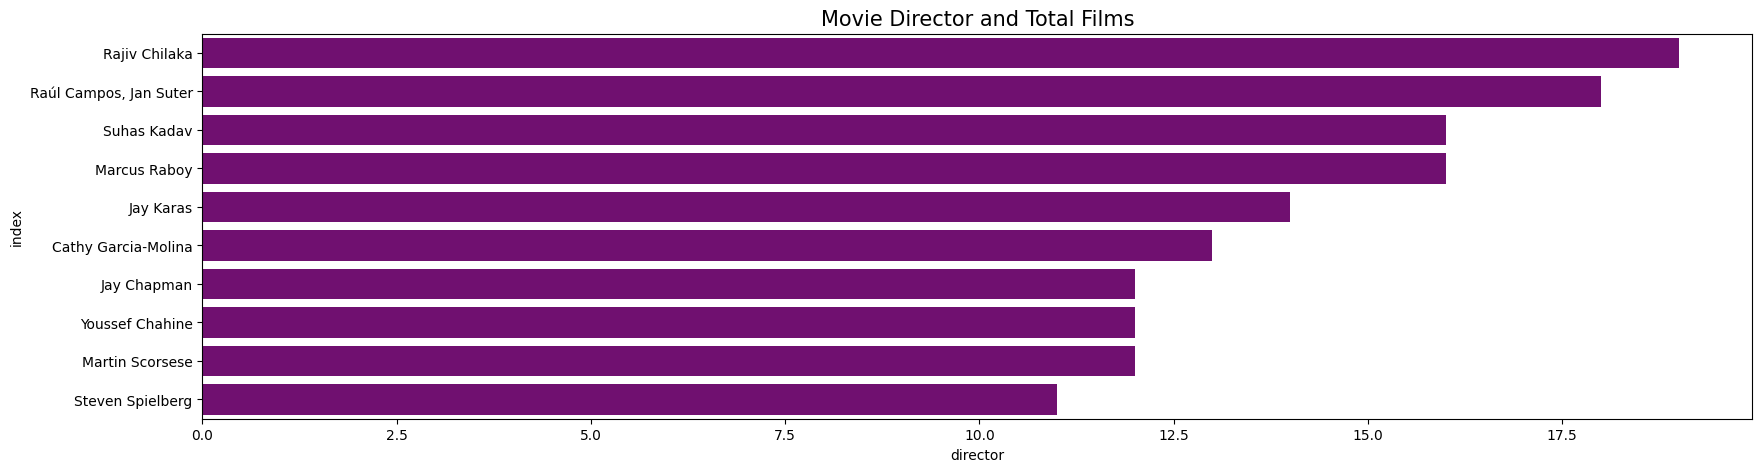 Movie Director and Total Films
Rajiv Chilaka
Raúl Campos, Jan Suter
Suhas Kadav
Marcus Raboy
Jay Karas
Cathy Garcia-Molina
Jay Chapman
Youssef Chahine
Martin Scorsese
Steven Spielberg
index
0.0 2.5 5.0 7.5 10.0 12.5 15.0 17.5
director